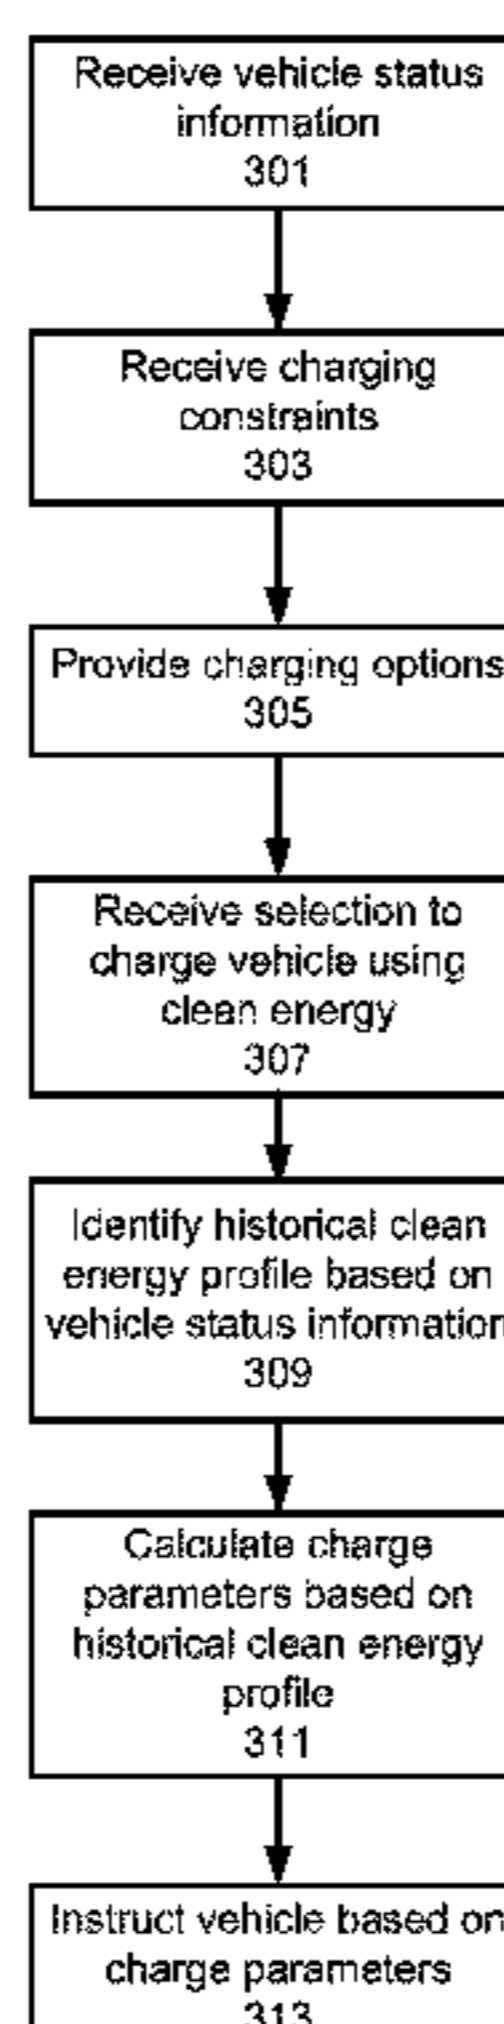 Receive vehicle status
information
301
Receive charging
constraints
303
Provide charging options
305
Receive selection to
charge vehicle using
clean energy
307
Identify historical clean
energy profile based on
vehicle status information
309
Calculate charge
parameters based on
historical clean energy
profile
311
Instruct vehicle based on
charge parameters
313